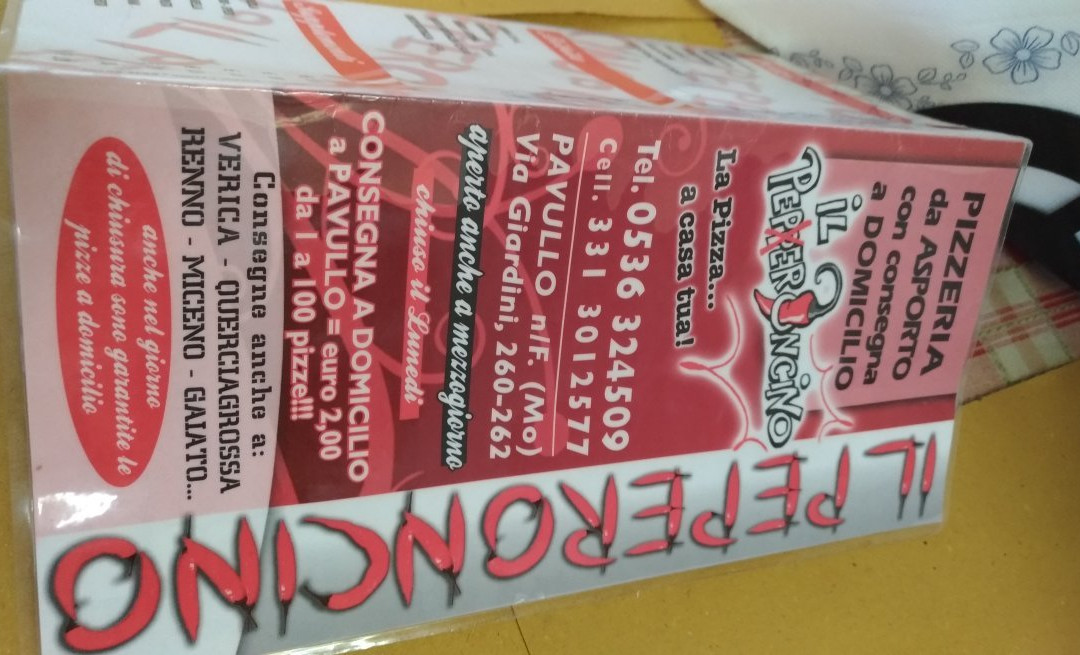 PIZZERIA
da ASPORTO
con consegna
a DOMICILIO
iL
PEPERONCiNO
La Pizza...
a casa tua!
Tel. 0536 324509
Cell. 331 3012577
PAVULLO n/F. (Mo)
Via Giardini, 260-262
aperto anche a mezzogiorno
chiuso il Lunedì
CONSEGNA A DOMICILIO
a PAVULLO = euro 2,00
da 1 a 100 pizze!!!
Consegne anche a:
VERICA - QUERCIAGROSSA
RENNO - MICENO - GAIATO...
anche nel giorno
di chiusura sono garantite le
pizze a domicilio
IL PEPERONCINO